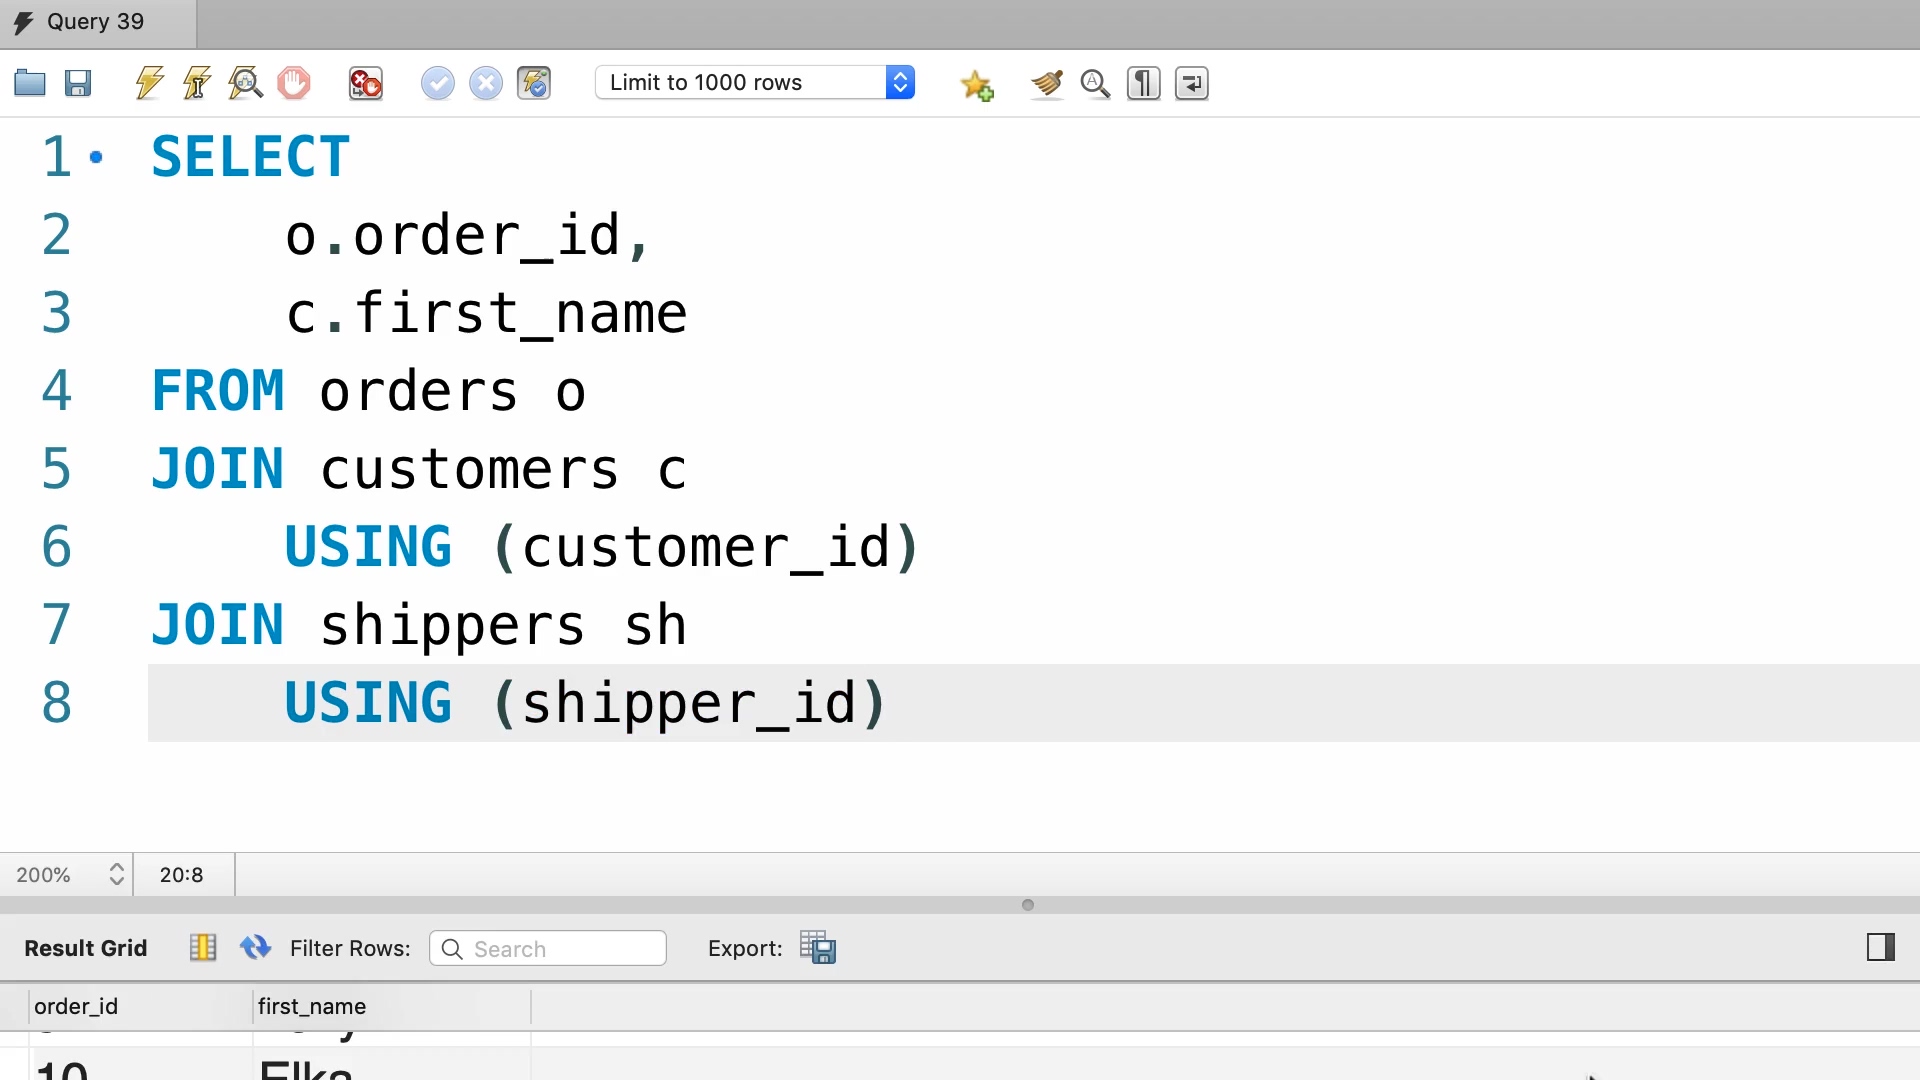 Query 39
Limit to 1000 rows
1 SELECT
2 o.order_id,
3 c.first_name
4 FROM orders o
5 JOIN customers c
6 USING (customer_id)
7 JOIN shippers sh
8 USING (shipper_id)
200% 20:8
Result Grid Filter Rows: Search Export:
order_id first_name
10 Elka